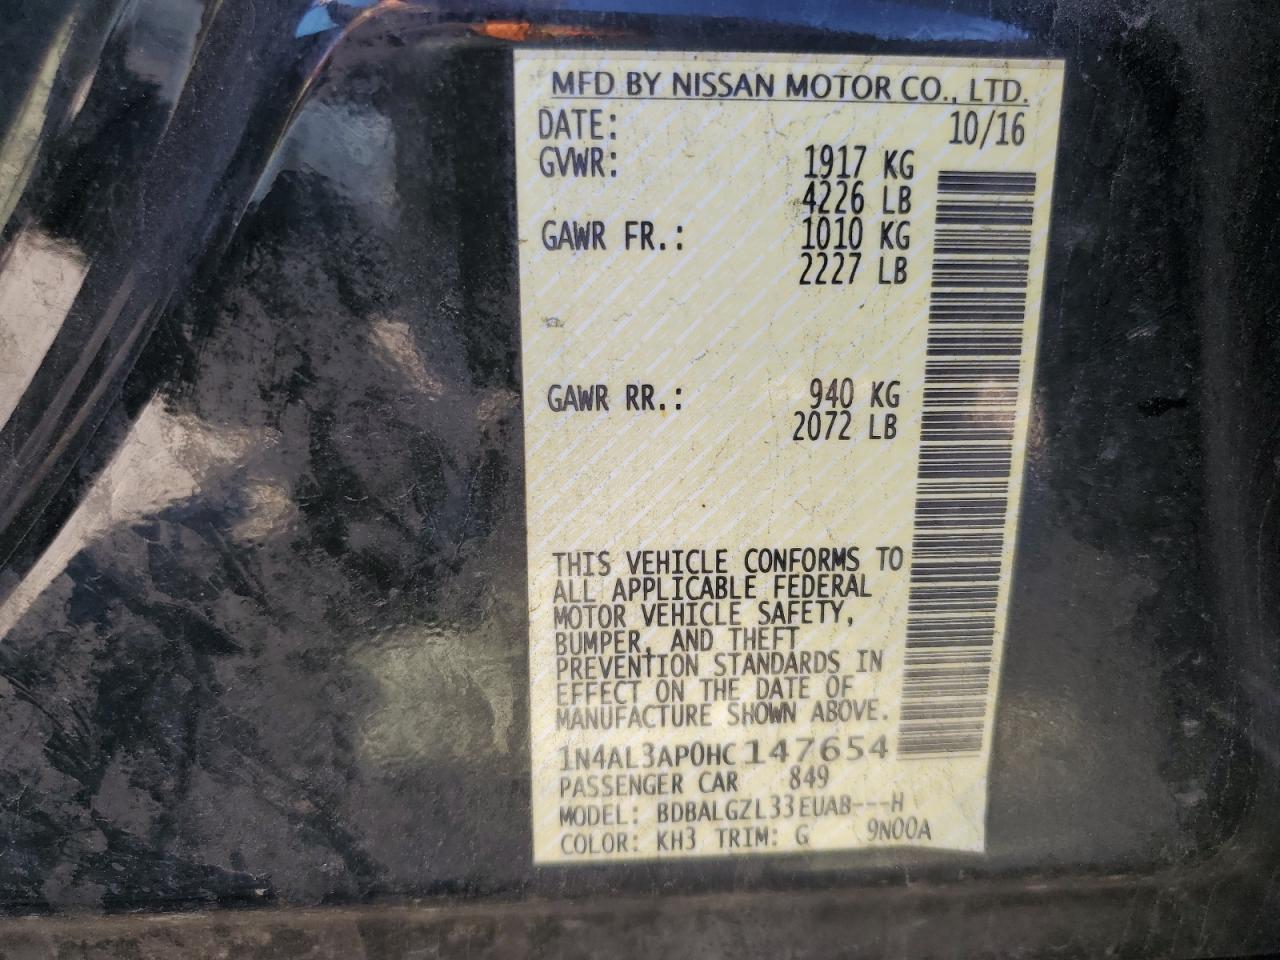 MFD BY NISSAN MOTOR CO., LTD.
DATE: 10/16
GVWR: 1917 KG
4226 LB
GAWR FR.: 1010 KG
2227 LB
GAWR RR.: 940 KG
2072 LB
THIS VEHICLE CONFORMS TO
ALL APPLICABLE FEDERAL
MOTOR VEHICLE SAFETY,
BUMPER, AND THEFT
PREVENTION STANDARDS IN
EFFECT ON THE DATE OF
MANUFACTURE SHOWN ABOVE.
1N4AL3AP0HC147654
PASSENGER CAR 849
MODEL: BDBALGZL33EUAB---H
COLOR: KH3 TRIM: G 9N00A